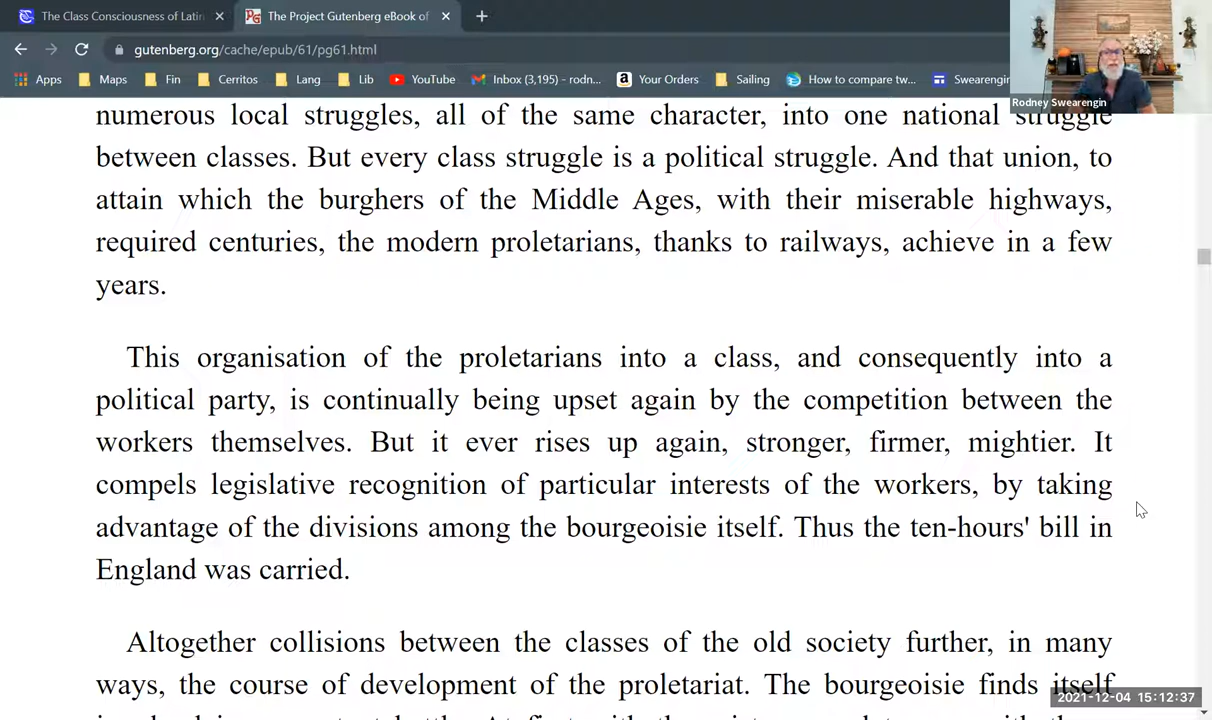 The Class Consciousness of Latin
The Project Gutenberg eBook of
gutenberg.org/cache/epub/61/pg61.html
Apps Maps Fin Cerritos Lang Lib YouTube Inbox (3,195) – rodn... Your Orders Sailing How to compare tw... Swearengin
Rodney Swearengin
numerous local struggles, all of the same character, into one national struggle
between classes. But every class struggle is a political struggle. And that union, to
attain which the burghers of the Middle Ages, with their miserable highways,
required centuries, the modern proletarians, thanks to railways, achieve in a few
years.
This organisation of the proletarians into a class, and consequently into a
political party, is continually being upset again by the competition between the
workers themselves. But it ever rises up again, stronger, firmer, mightier. It
compels legislative recognition of particular interests of the workers, by taking
advantage of the divisions among the bourgeoisie itself. Thus the ten-hours' bill in
England was carried.
Altogether collisions between the classes of the old society further, in many
ways, the course of development of the proletariat. The bourgeoisie finds itself
2021-12-04 15:12:37